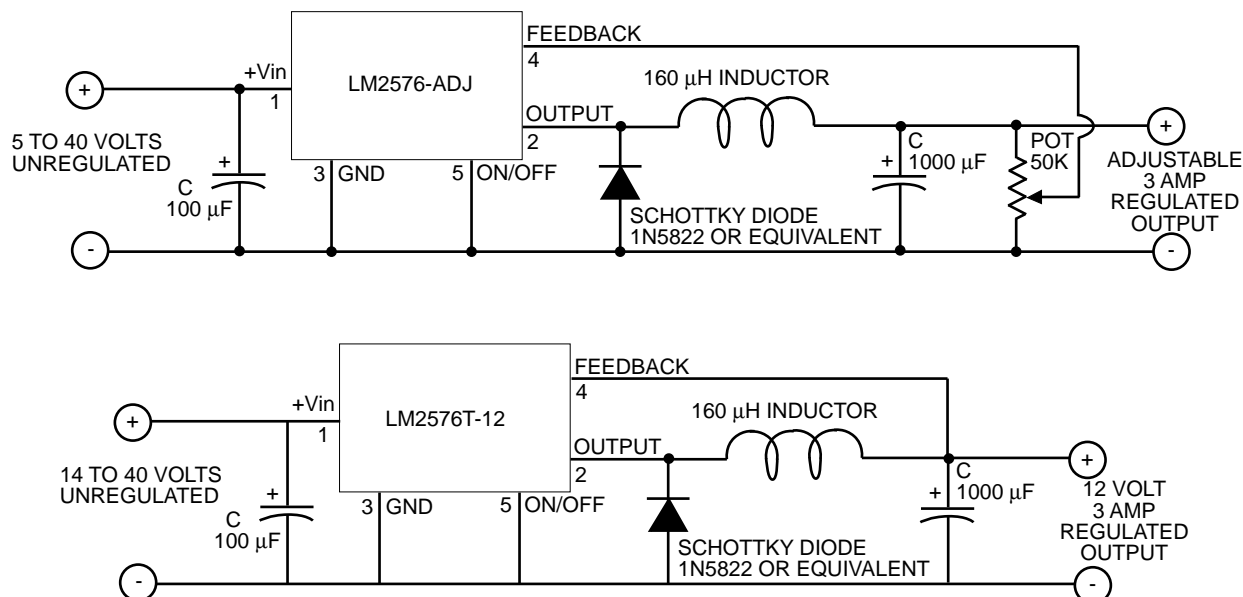 FEEDBACK
4
+Vin
1
LM2576-ADJ
160 µH INDUCTOR
OUTPUT
2
+
5 TO 40 VOLTS
UNREGULATED
+
C
100 µF
3 GND
5 ON/OFF
SCHOTTKY DIODE
1N5822 OR EQUIVALENT
C
1000 µF
+
POT
50K
+
ADJUSTABLE
3 AMP
REGULATED
OUTPUT
-
-
FEEDBACK
4
+Vin
1
LM2576T-12
160 µH INDUCTOR
OUTPUT
2
+
14 TO 40 VOLTS
UNREGULATED
+
C
100 µF
3 GND
5 ON/OFF
SCHOTTKY DIODE
1N5822 OR EQUIVALENT
C
1000 µF
+
+
12 VOLT
3 AMP
REGULATED
OUTPUT
-
-